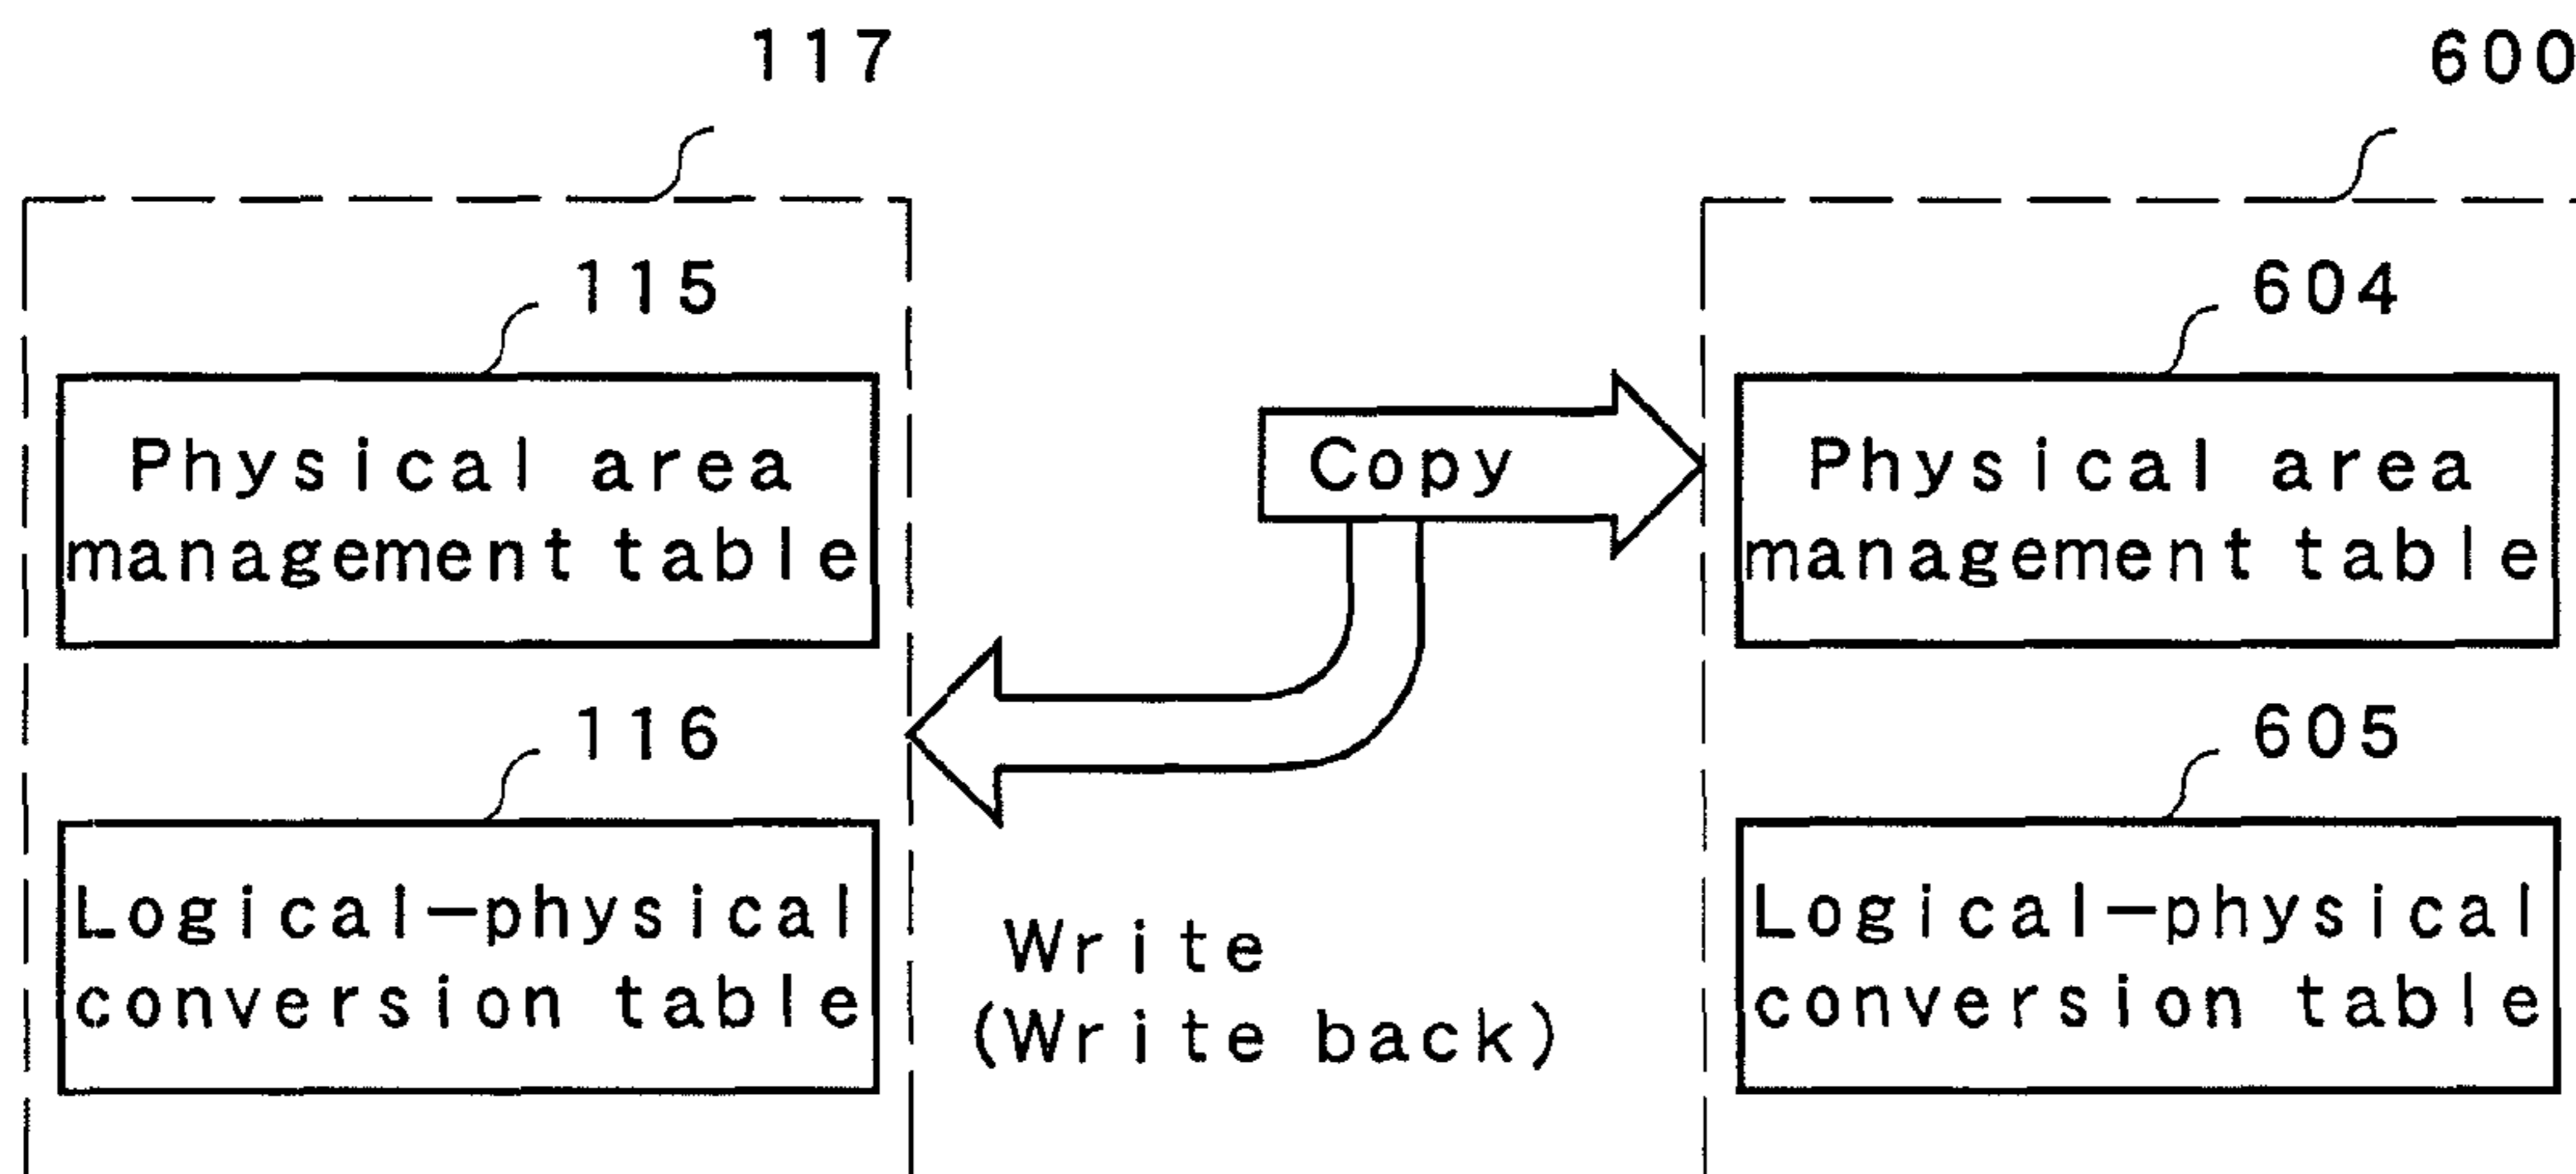 117
600
115
604
Physical area
management table
Copy
Physical area
management table
116
605
Logical-physical
conversion table
Write
(Write back)
Logical-physical
conversion table